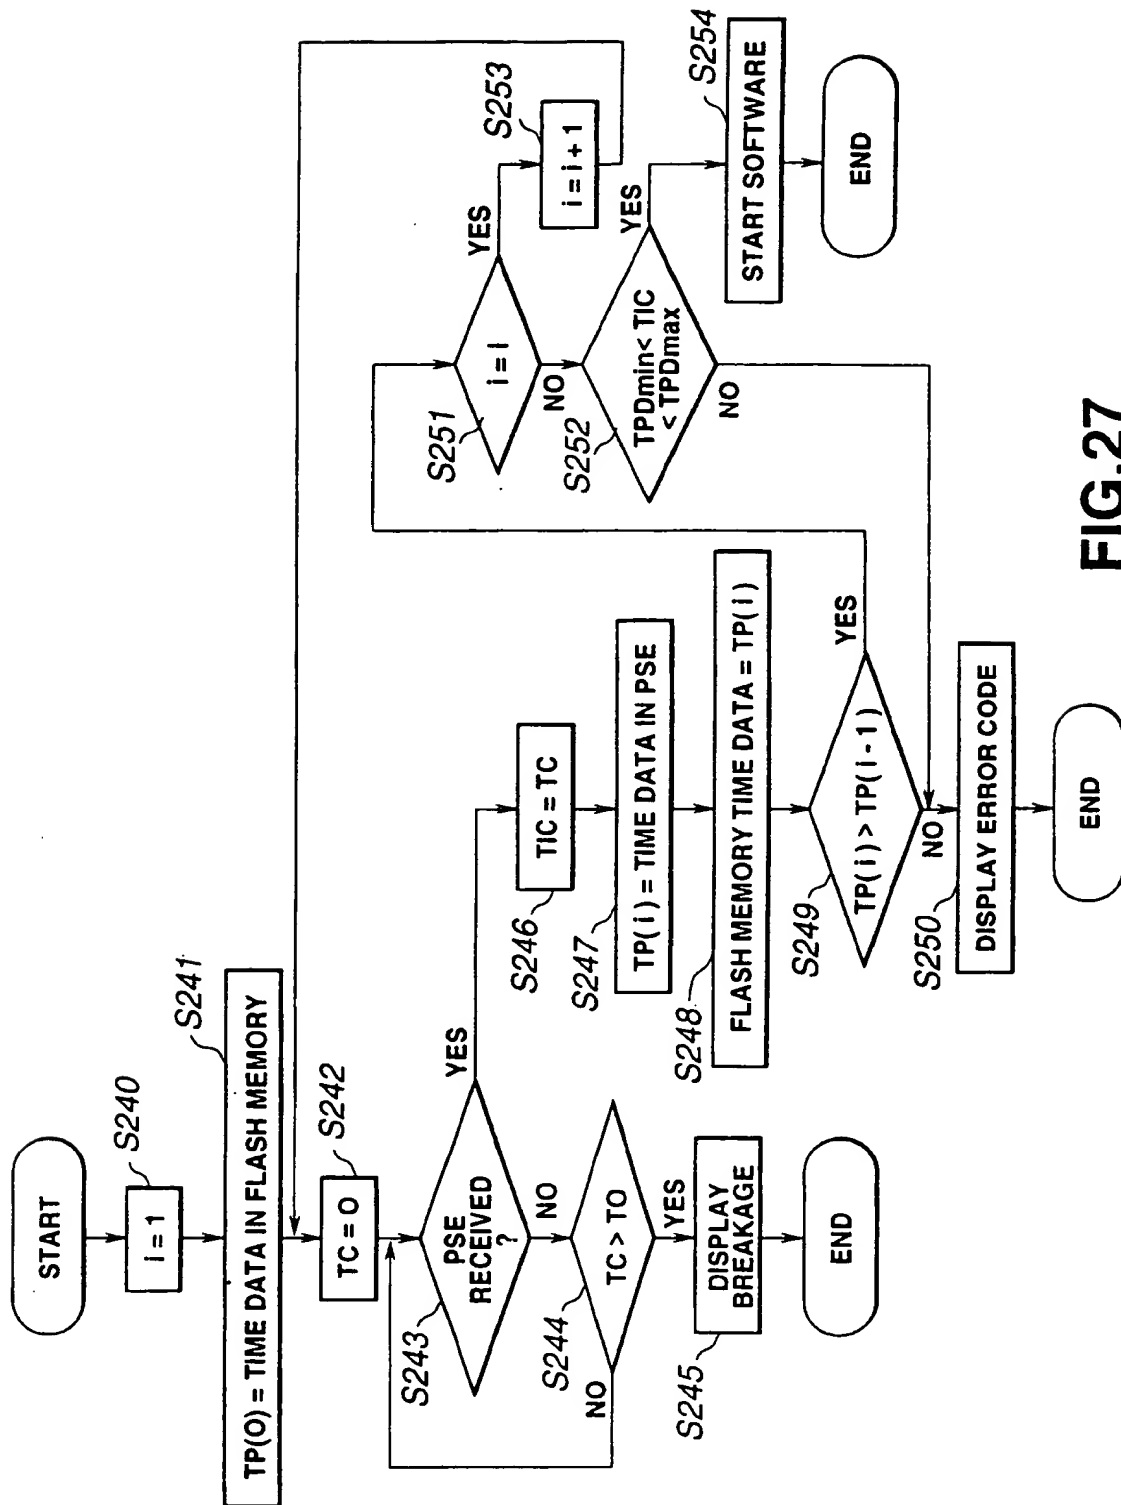 START
S240
i = 1
S241
TP(O) = TIME DATA IN FLASH MEMORY
S242
TC = O
S243
PSE
RECEIVED
?
YES
NO
S244
TC > TO
NO
YES
S245
DISPLAY
BREAKAGE
END
S246
TIC = TC
S247
TP( i ) = TIME DATA IN PSE
S248
FLASH MEMORY TIME DATA = TP( i )
S249
TP( i ) > TP( i - 1 )
YES
NO
S250
DISPLAY ERROR CODE
END
S251
i = i
YES
NO
S253
i = i + 1
S252
TPDmin< TIC
< TPDmax
YES
NO
S254
START SOFTWARE
END
FIG.27